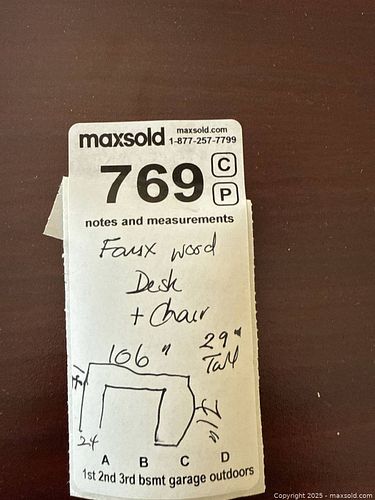 maxsold
maxsold.com
1-877-257-7799
769
C
P
notes and measurements
Faux wood
Desk
+ Chair
106 "
29"
Tall
24
A B C D
1st 2nd 3rd bsmt garage outdoors
Copyright 2025 - maxsold.com